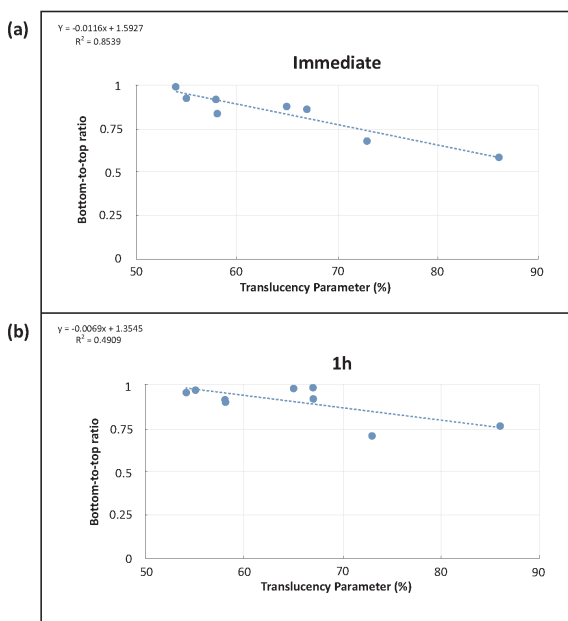 (a)
Y = -0.0116x + 1.5927
R² = 0.8539
Immediate
Bottom-to-top ratio
1
0.75
0.5
0.25
0
50 60 70 80 90
Translucency Parameter (%)
(b)
y = -0.0069x + 1.3545
R² = 0.4909
1h
Bottom-to-top ratio
1
0.75
0.5
0.25
0
50 60 70 80 90
Translucency Parameter (%)